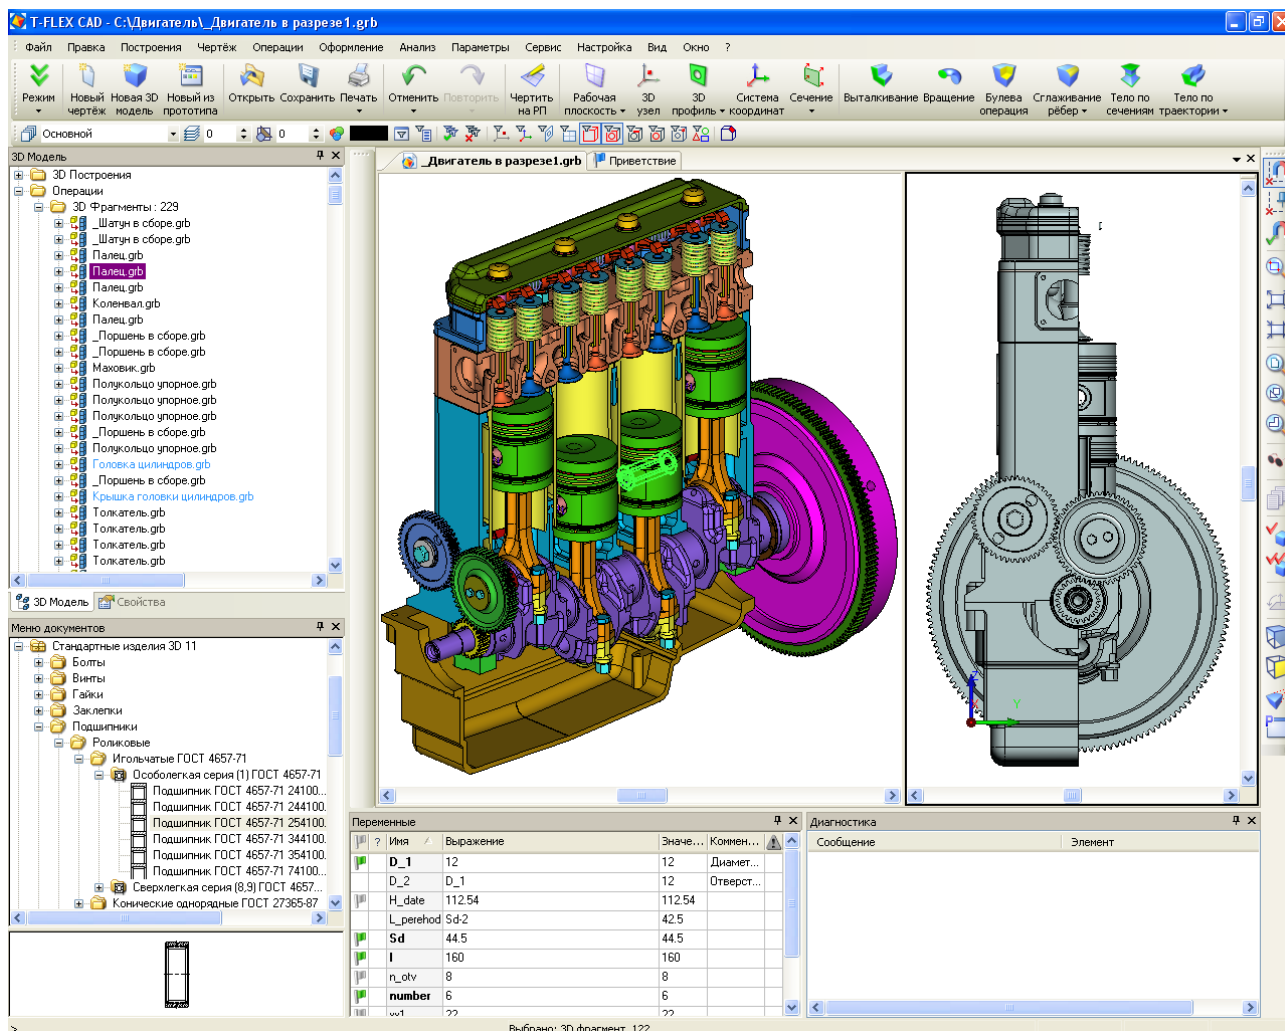 T-FLEX CAD - C:\Двигатель\_Двигатель в разрезе1.grb
Файл Правка Построения Чертёж Операции Оформление Анализ Параметры Сервис Настройка Вид Окно ?
Режим Новый чертёж Новая 3D модель Новый из прототипа Открыть Сохранить Печать Отменить Повторить Чертить на РП Рабочая плоскость 3D узел 3D профиль Система координат Сечение Выталкивание Вращение Булева операция Сглаживание рёбер Тело по сечениям Тело по траектории
Основной 0 0
3D Модель
_Двигатель в разрезе1.grb Приветствие
3D Построения
Операции
3D Фрагменты : 229
_Шатун в сборе.grb
_Шатун в сборе.grb
Палец.grb
Палец.grb
Палец.grb
Коленвал.grb
Палец.grb
_Поршень в сборе.grb
_Поршень в сборе.grb
Маховик.grb
Полукольцо упорное.grb
Полукольцо упорное.grb
Полукольцо упорное.grb
_Поршень в сборе.grb
Полукольцо упорное.grb
Головка цилиндров.grb
_Поршень в сборе.grb
Крышка головки цилиндров.grb
Толкатель.grb
Толкатель.grb
Толкатель.grb
Толкатель.grb
3D Модель Свойства
Меню документов
Стандартные изделия 3D 11
Болты
Винты
Гайки
Заклепки
Подшипники
Роликовые
Игольчатые ГОСТ 4657-71
Особолегкая серия (1) ГОСТ 4657-71
Подшипник ГОСТ 4657-71 24100...
Подшипник ГОСТ 4657-71 244100.
Подшипник ГОСТ 4657-71 254100.
Подшипник ГОСТ 4657-71 344100.
Подшипник ГОСТ 4657-71 354100.
Подшипник ГОСТ 4657-71 74100...
Сверхлегкая серия (8,9) ГОСТ 4657...
Конические однорядные ГОСТ 27365-87
Z
X
Y
Переменные
? Имя Выражение Значе... Коммен...
D_1 12 12 Диамет...
D_2 D_1 12 Отверст...
H_date 112.54 112.54
L_perehod Sd-2 42.5
Sd 44.5 44.5
l 160 160
n_otv 8 8
number 6 6
Диагностика
Сообщение Элемент
> Выбрано: 3D фрагмент_122